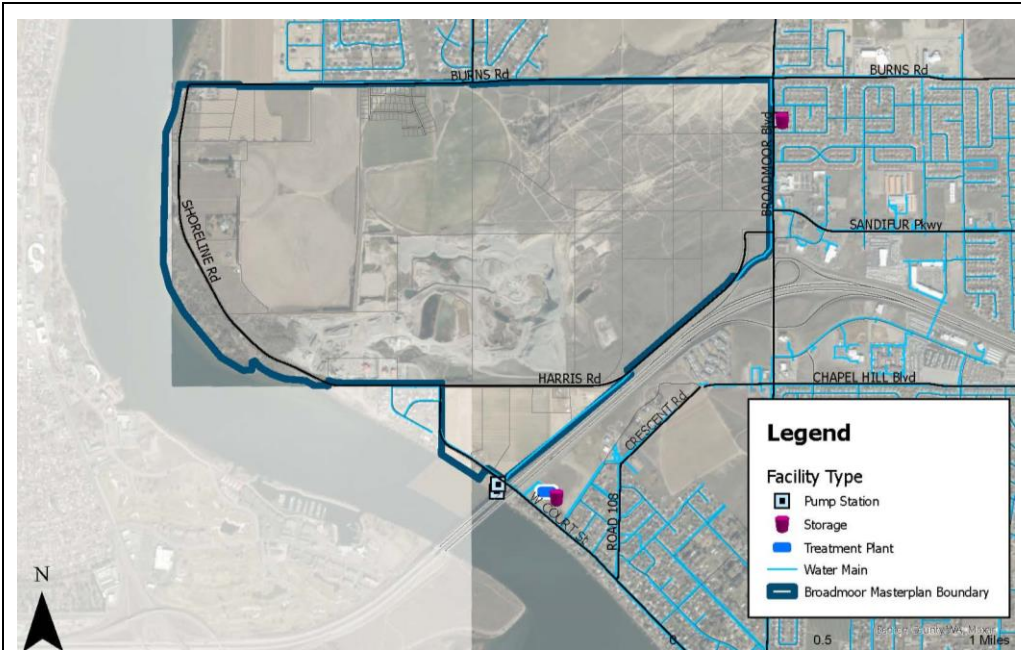 BURNS Rd
BURNS Rd
BROADMOOR Blvd
SANDIFUR Pkwy
SHORELINE Rd
HARRIS Rd
CHAPEL HILL Blvd
CRESCENT Rd
W COURT St
ROAD 108
Legend
Facility Type
Pump Station
Storage
Treatment Plant
Water Main
Broadmoor Masterplan Boundary
N
0 0.5 1 Miles